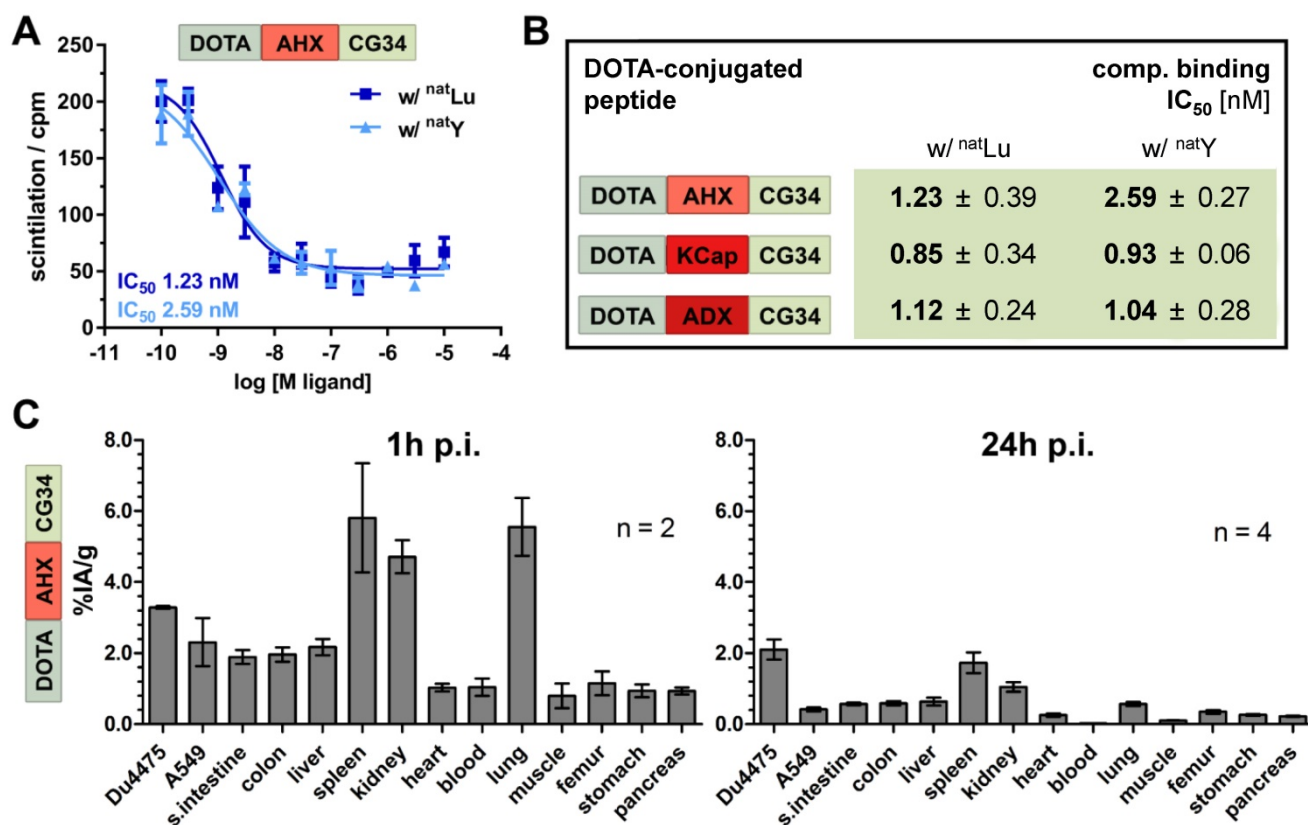 A
DOTA AHX CG34
scintilation / cpm
250
200
150
100
50
0
w/ natLu
w/ natY
IC50 1.23 nM
IC50 2.59 nM
-11 -10 -9 -8 -7 -6 -5 -4
log [M ligand]
B
DOTA-conjugated peptide
comp. binding IC50 [nM]
w/ natLu w/ natY
DOTA AHX CG34 1.23 ± 0.39 2.59 ± 0.27
DOTA KCap CG34 0.85 ± 0.34 0.93 ± 0.06
DOTA ADX CG34 1.12 ± 0.24 1.04 ± 0.28
C
DOTA AHX CG34
%IA/g
1h p.i.
n = 2
8.0
6.0
4.0
2.0
0.0
Du4475 A549 s.intestine colon liver spleen kidney heart blood lung muscle femur stomach pancreas
24h p.i.
n = 4
8.0
6.0
4.0
2.0
0.0
Du4475 A549 s.intestine colon liver spleen kidney heart blood lung muscle femur stomach pancreas